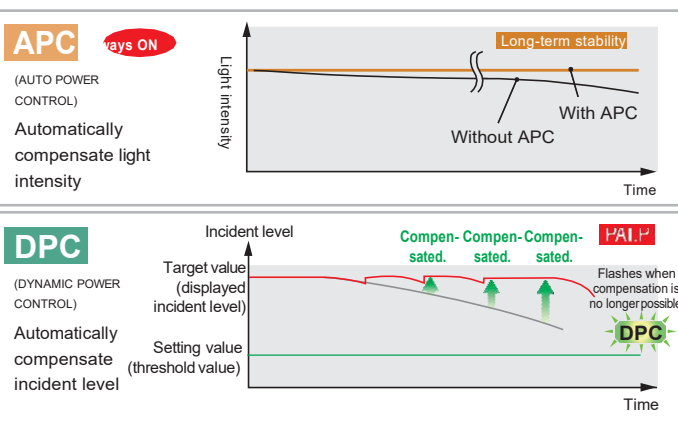 APC
ways ON
(AUTO POWER
CONTROL)
Automatically
compensate light
intensity
Light intensity
Long-term stability
With APC
Without APC
Time
DPC
(DYNAMIC POWER
CONTROL)
Automatically
compensate
incident level
Incident level
Target value
(displayed
incident level)
Setting value
(threshold value)
Compen- Compen- Compen-
sated. sated. sated.
Flashes when
compensation is
no longer possible
DPC
Time